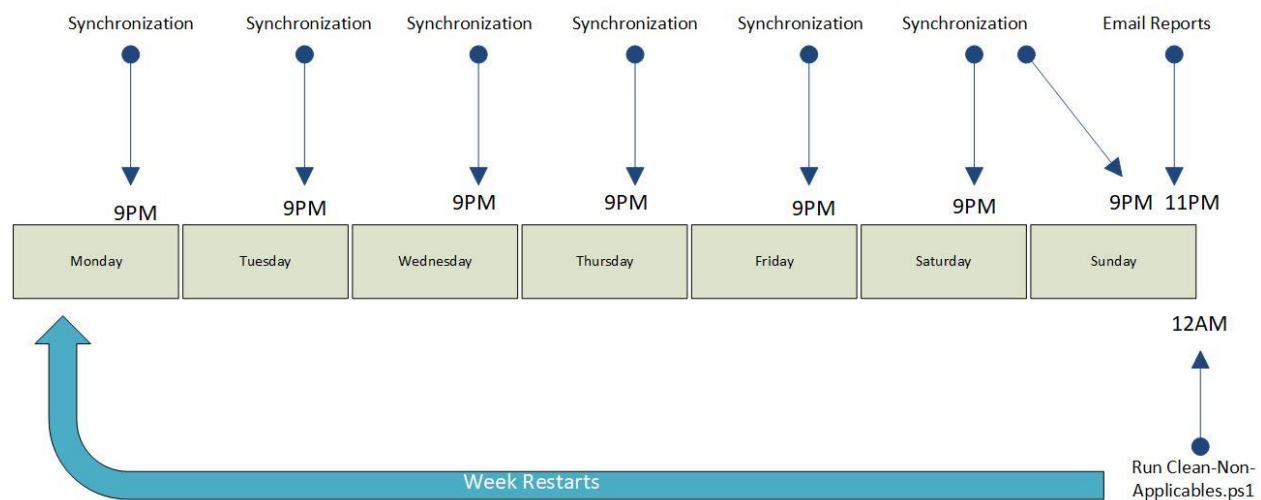 Synchronization
Synchronization
Synchronization
Synchronization
Synchronization
Synchronization
Email Reports
9PM
9PM
9PM
9PM
9PM
9PM
9PM
11PM
Monday
Tuesday
Wednesday
Thursday
Friday
Saturday
Sunday
12AM
Week Restarts
Run Clean-Non-
Applicables.ps1